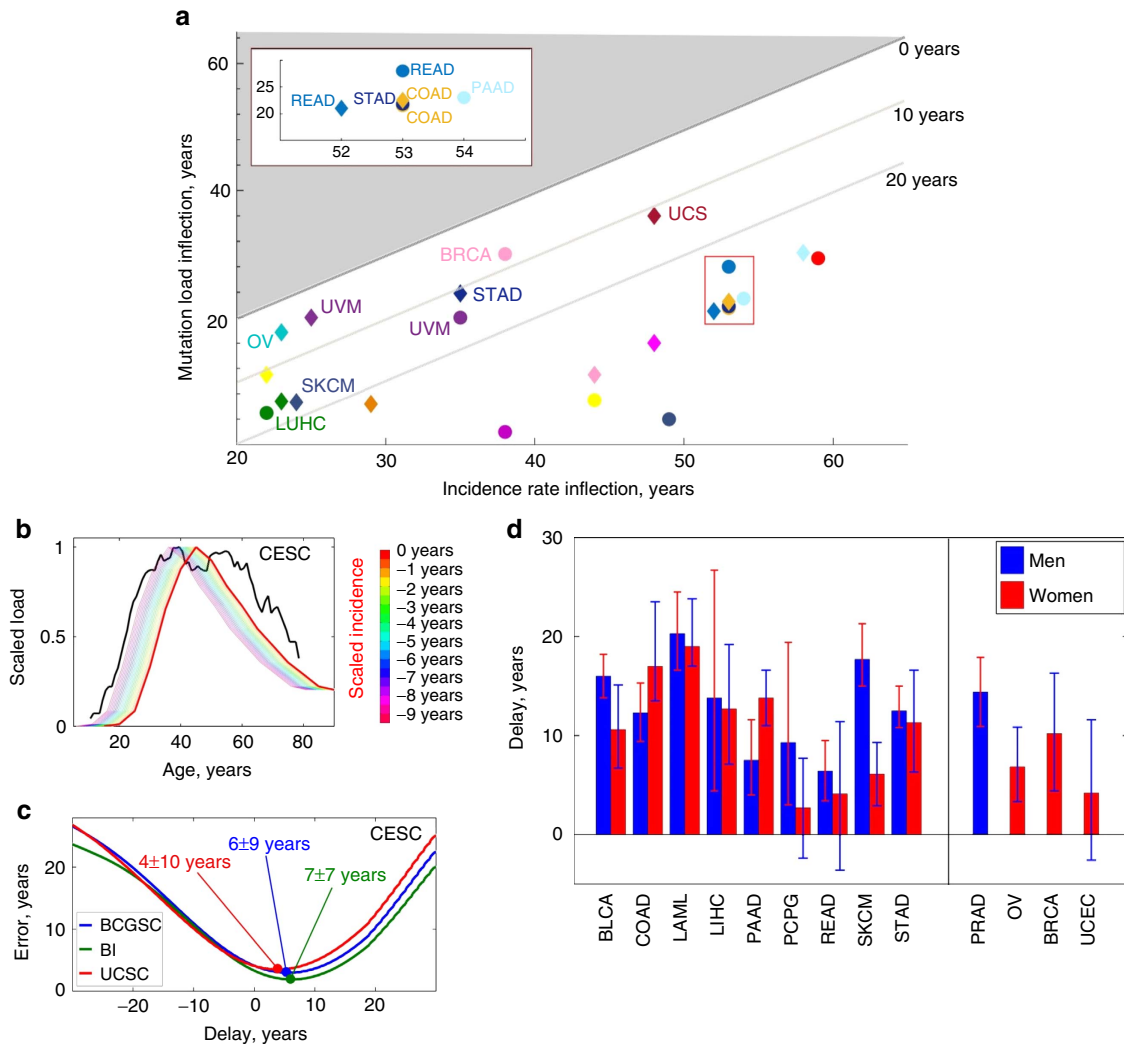 a
Mutation load inflection, years
60
40
20
20
30
40
50
60
Incidence rate inflection, years
0 years
10 years
20 years
25
20
52
53
54
READ
READ
STAD
COAD
COAD
PAAD
UCS
BRCA
STAD
UVM
UVM
OV
SKCM
LUHC
b
Scaled load
1
0.5
0
20
40
60
80
Age, years
CESC
Scaled incidence
0 years
−1 years
−2 years
−3 years
−4 years
−5 years
−6 years
−7 years
−8 years
−9 years
c
Error, years
20
10
0
−20
−10
0
10
20
Delay, years
CESC
4±10 years
6±9 years
7±7 years
BCGSC
BI
UCSC
d
Delay, years
30
20
10
0
Men
Women
BLCA
COAD
LAML
LIHC
PAAD
PCPG
READ
SKCM
STAD
PRAD
OV
BRCA
UCEC